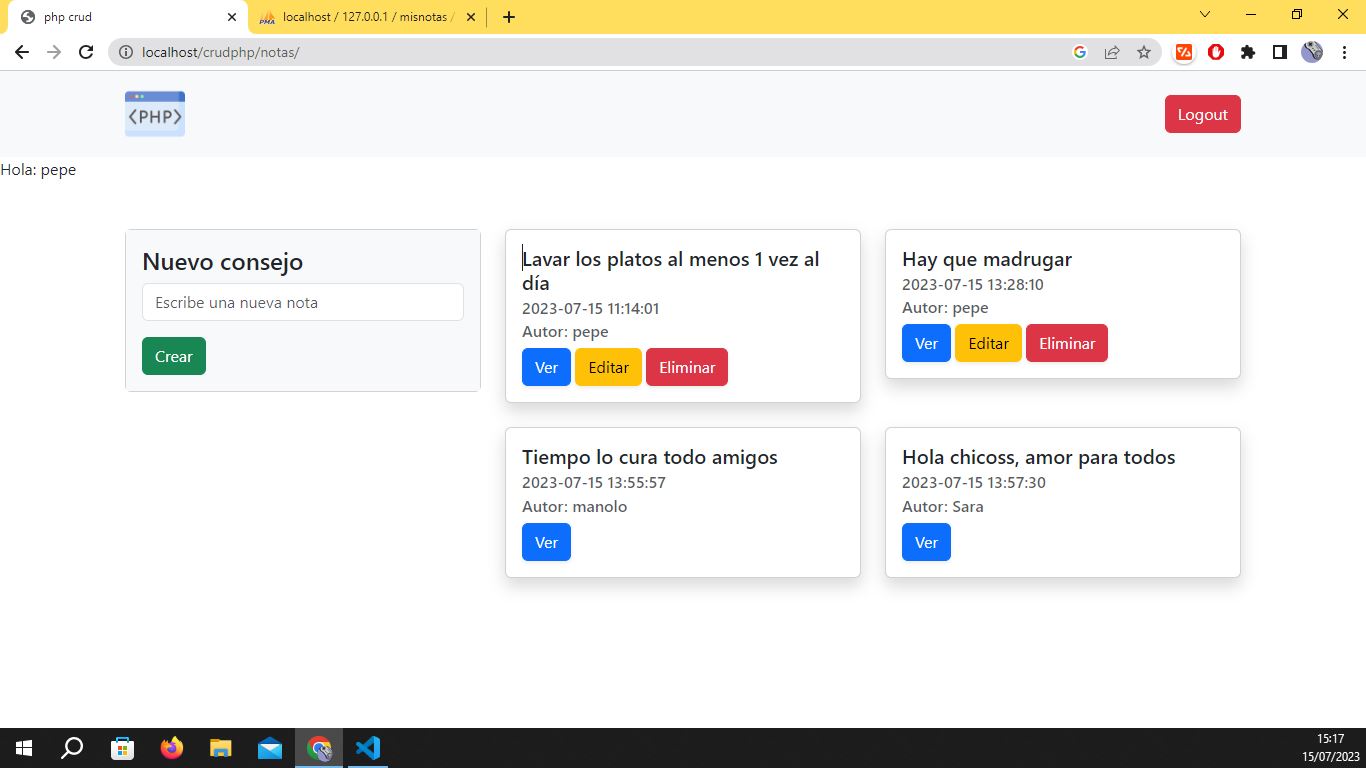 php crud
localhost / 127.0.0.1 / misnotas /
localhost/crudphp/notas/
<PHP>
Logout
Hola: pepe
Nuevo consejo
Escribe una nueva nota
Crear
Lavar los platos al menos 1 vez al
día
2023-07-15 11:14:01
Autor: pepe
Ver Editar Eliminar
Hay que madrugar
2023-07-15 13:28:10
Autor: pepe
Ver Editar Eliminar
Tiempo lo cura todo amigos
2023-07-15 13:55:57
Autor: manolo
Ver
Hola chicoss, amor para todos
2023-07-15 13:57:30
Autor: Sara
Ver
15:17
15/07/2023